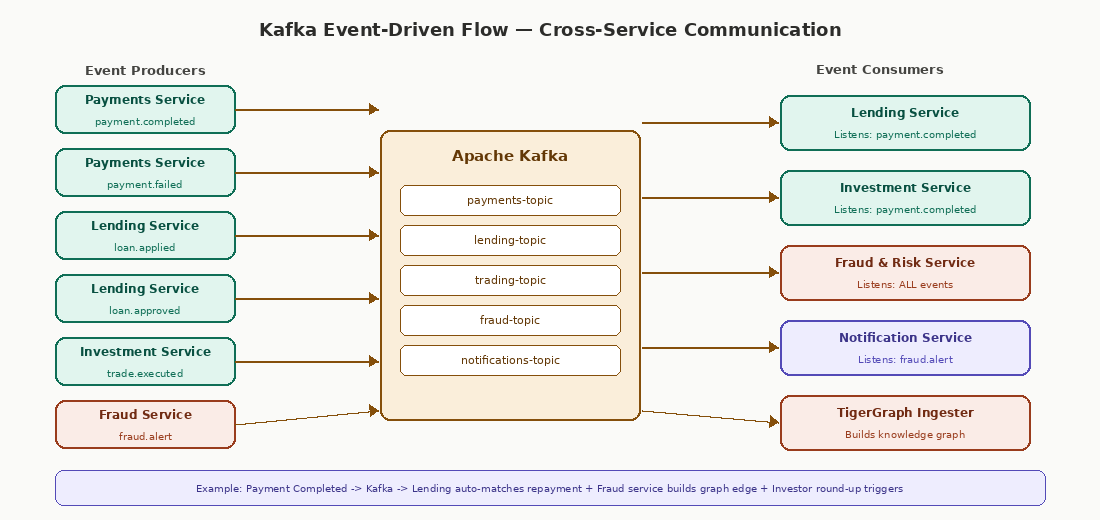 Kafka Event-Driven Flow — Cross-Service Communication
Event Producers
Payments Service
payment.completed
Payments Service
payment.failed
Lending Service
loan.applied
Lending Service
loan.approved
Investment Service
trade.executed
Fraud Service
fraud.alert
Apache Kafka
payments-topic
lending-topic
trading-topic
fraud-topic
notifications-topic
Event Consumers
Lending Service
Listens: payment.completed
Investment Service
Listens: payment.completed
Fraud & Risk Service
Listens: ALL events
Notification Service
Listens: fraud.alert
TigerGraph Ingester
Builds knowledge graph
Example: Payment Completed -> Kafka -> Lending auto-matches repayment + Fraud service builds graph edge + Investor round-up triggers